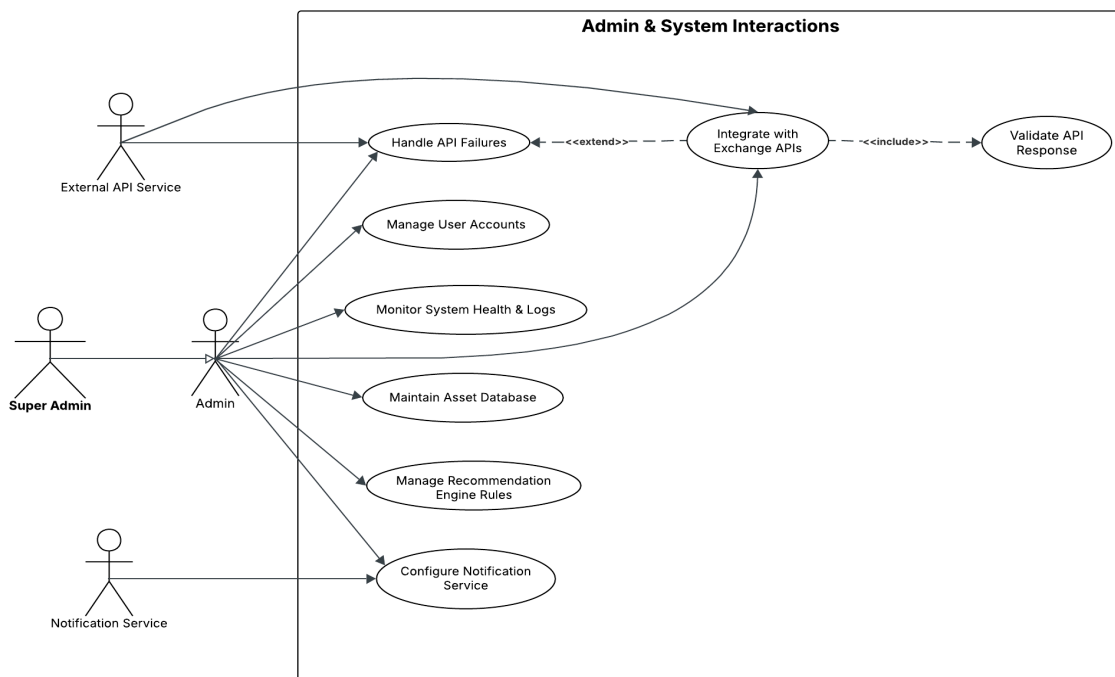 Admin & System Interactions
External API Service
Handle API Failures
<<extend>>
Integrate with
Exchange APIs
<<include>>
Validate API
Response
Manage User Accounts
Monitor System Health & Logs
Super Admin
Admin
Maintain Asset Database
Manage Recommendation
Engine Rules
Configure Notification
Service
Notification Service